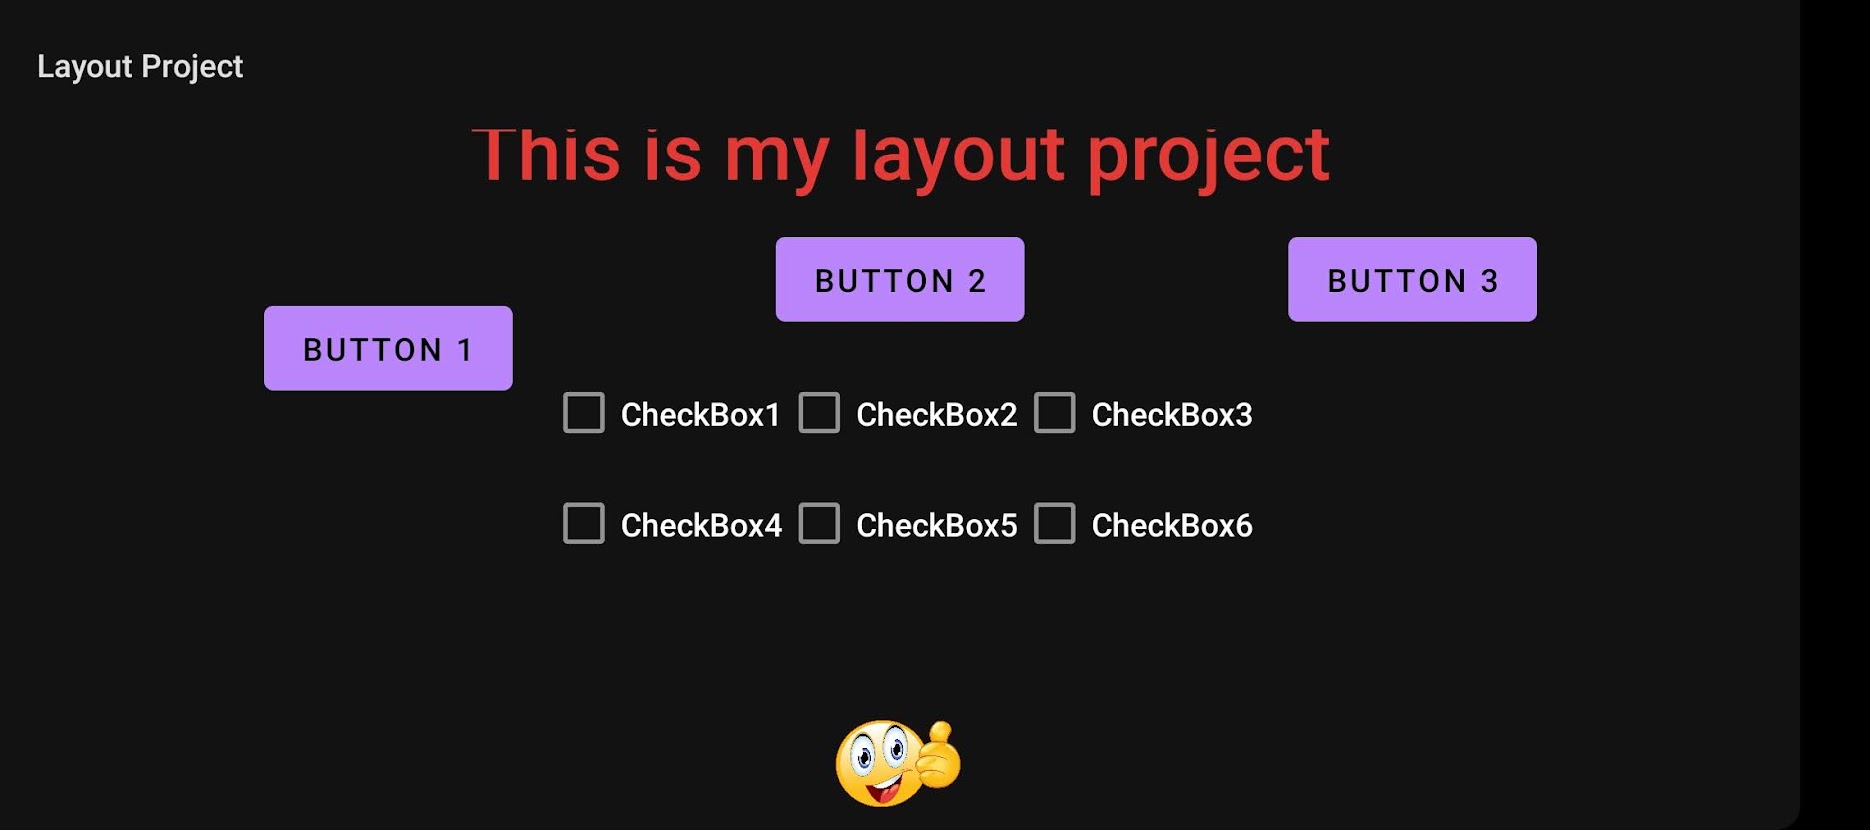 Layout Project
This is my layout project
BUTTON 2 BUTTON 3
BUTTON 1
CheckBox1 CheckBox2 CheckBox3
CheckBox4 CheckBox5 CheckBox6